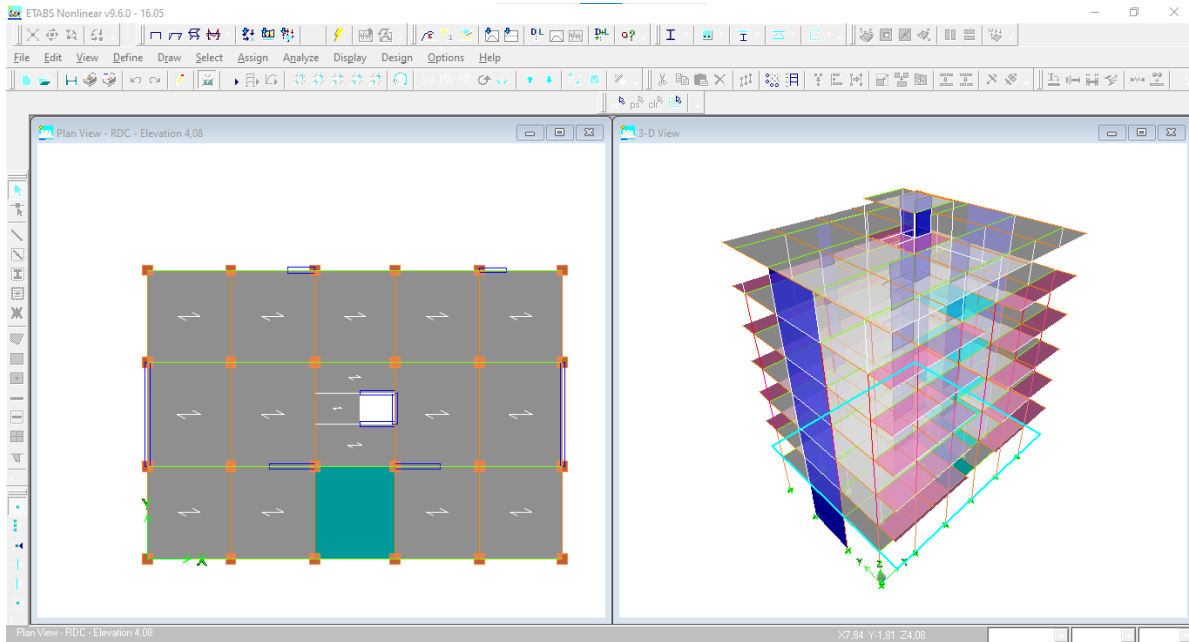 ETABS Nonlinear v9.6.0 - 16.05
File Edit View Define Draw Select Assign Analyze Display Design Options Help
Plan View - RDC - Elevation 4,08
3-D View
Y
X
Y
Z
X
Plan View - RDC - Elevation 4,08
X7,84 Y-1,81 Z4,08